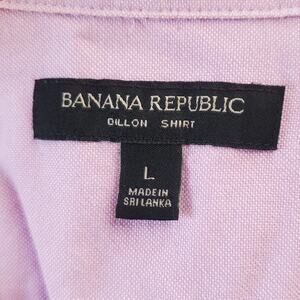 BANANA REPUBLIC
DILLON SHIRT
L
MADE IN
SRI LANKA